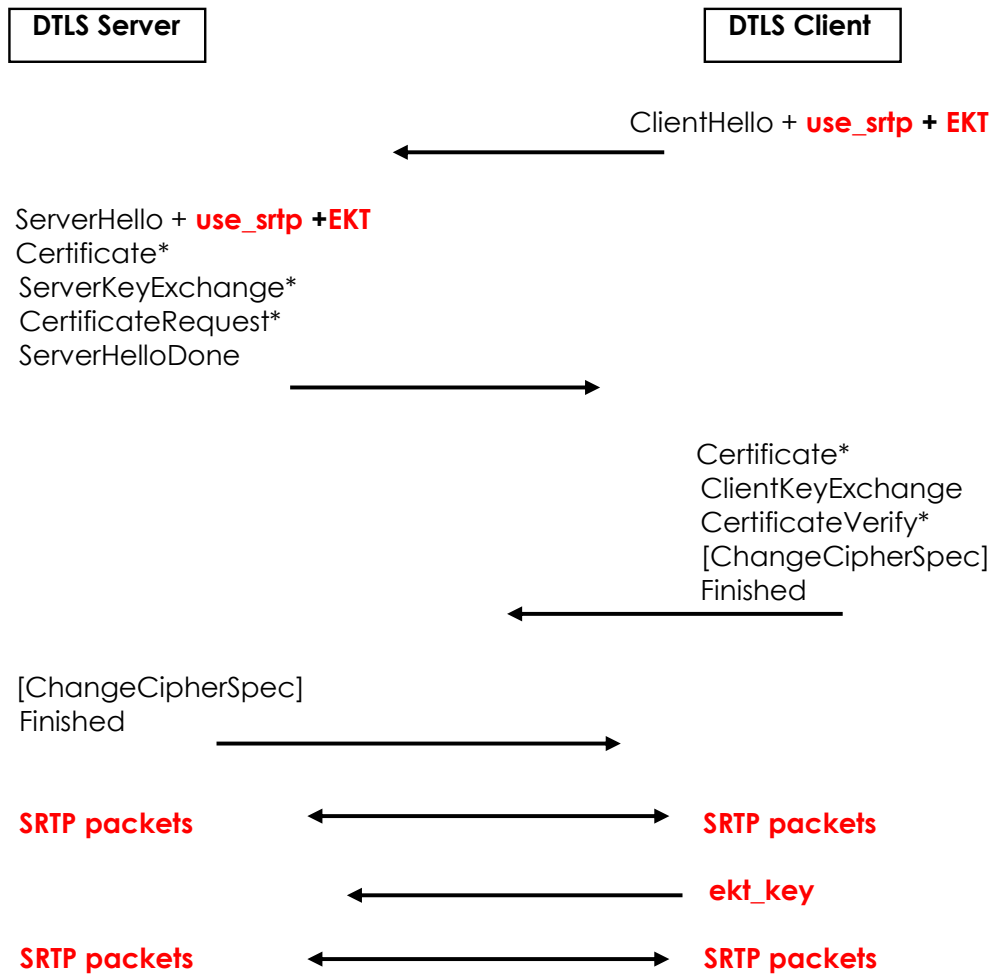 DTLS Server
DTLS Client
ClientHello + use_srtp + EKT
ServerHello + use_srtp +EKT
Certificate*
ServerKeyExchange*
CertificateRequest*
ServerHelloDone
Certificate*
ClientKeyExchange
CertificateVerify*
[ChangeCipherSpec]
Finished
[ChangeCipherSpec]
Finished
SRTP packets
SRTP packets
ekt_key
SRTP packets
SRTP packets